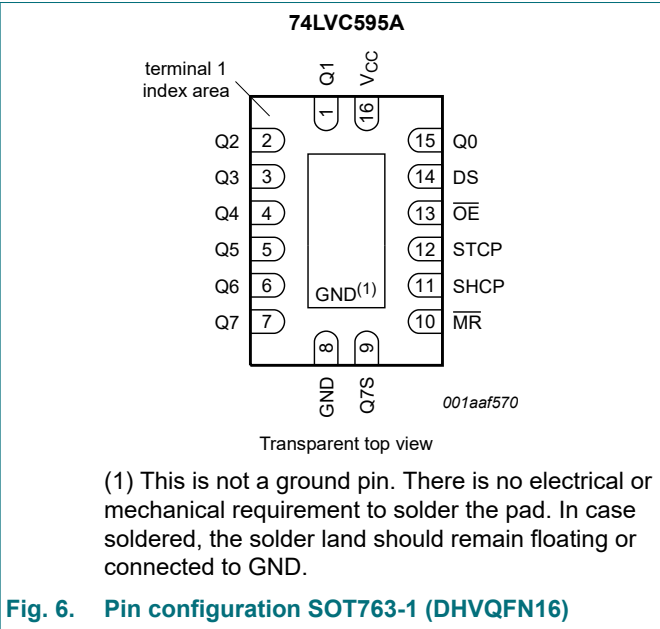 74LVC595A
terminal 1
index area
Q1
VCC
1
16
Q2 2
15 Q0
Q3 3
14 DS
Q4 4
13 OE
Q5 5
12 STCP
Q6 6
11 SHCP
Q7 7
10 MR
GND(1)
8
9
GND
Q7S
001aaf570
Transparent top view
(1) This is not a ground pin. There is no electrical or
mechanical requirement to solder the pad. In case
soldered, the solder land should remain floating or
connected to GND.
Fig. 6. Pin configuration SOT763-1 (DHVQFN16)